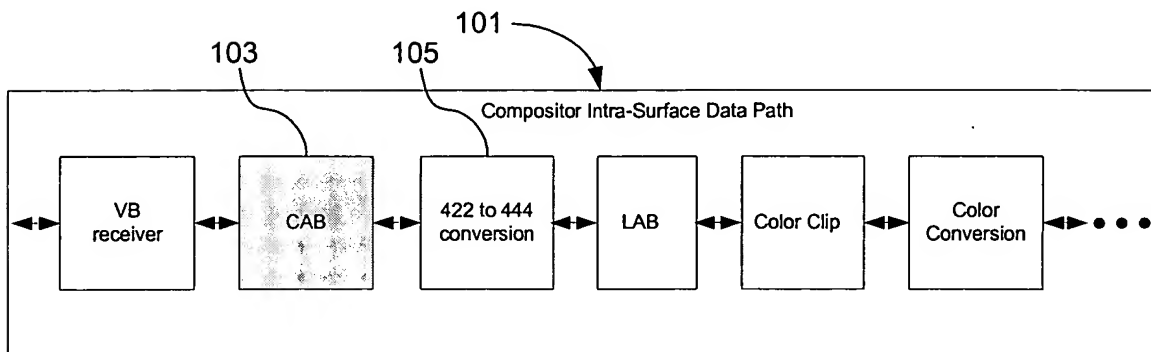 101
103
105
Compositor Intra-Surface Data Path
VB
receiver
CAB
422 to 444
conversion
LAB
Color Clip
Color
Conversion